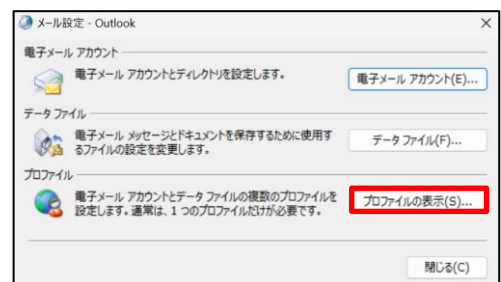 メール設定 - Outlook
電子メール アカウント
電子メール アカウントとディレクトリを設定します。
電子メール アカウント(E)...
データ ファイル
電子メール メッセージとドキュメントを保存するために使用す
るファイルの設定を変更します。
データ ファイル(F)...
プロファイル
電子メール アカウントとデータ ファイルの複数のプロファイルを
設定します。通常は、1 つのプロファイルだけが必要です。
プロファイルの表示(S)...
閉じる(C)